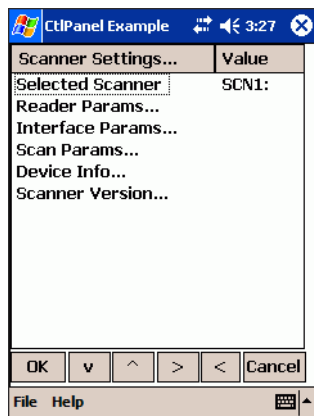 CtlPanel Example 3:27
Scanner Settings... Value
Selected Scanner SCN1:
Reader Params...
Interface Params...
Scan Params...
Device Info...
Scanner Version...
OK v ^ > < Cancel
File Help